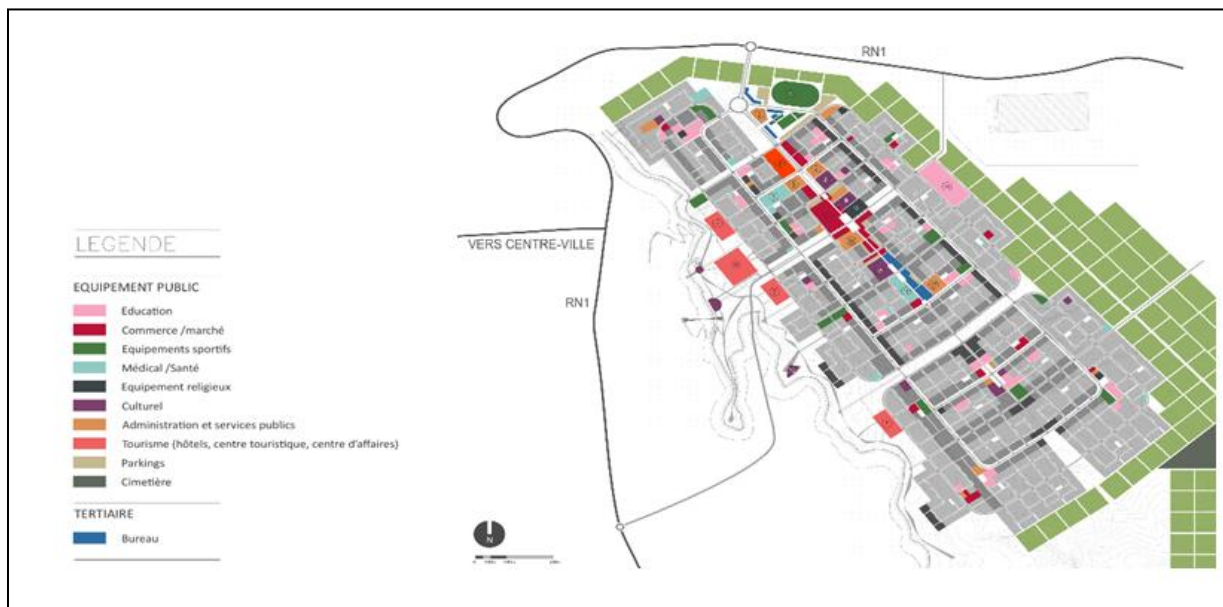 RN1
VERS CENTRE-VILLE
RN1
LEGENDE
EQUIPEMENT PUBLIC
Education
Commerce /marché
Equipements sportifs
Médical /Santé
Equipement religieux
Culturel
Administration et services publics
Tourisme (hôtels, centre touristique, centre d'affaires)
Parkings
Cimetière
TERTIAIRE
Bureau
N